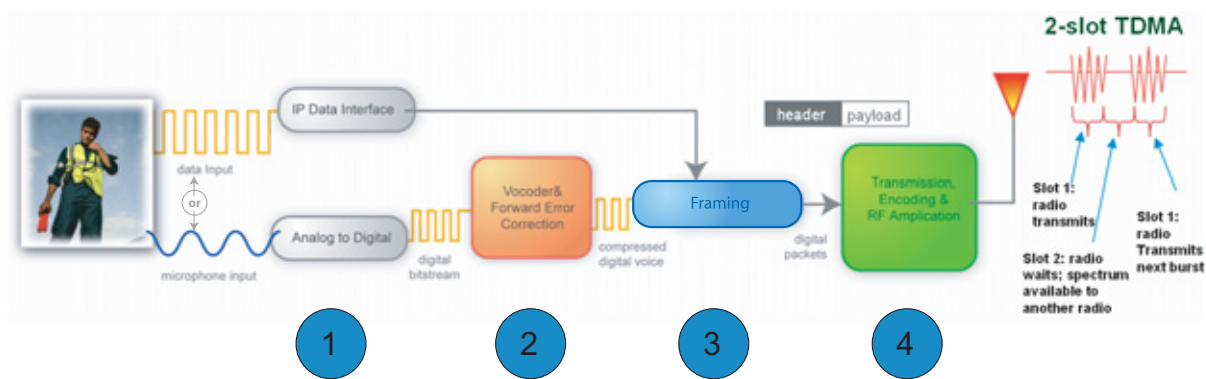 2-slot TDMA
IP Data Interface
header payload
data Input
or
Vocoder&
Forward Error
Correction
Transmission,
Encoding &
RF Amplication
Framing
Analog to Digital
microphone input
digital
bitstream
compressed
digital voice
digital
packets
Slot 1:
radio
transmits
Slot 2: radio
waits; spectrum
available to
another radio
Slot 1:
radio
Transmits
next burst
1
2
3
4